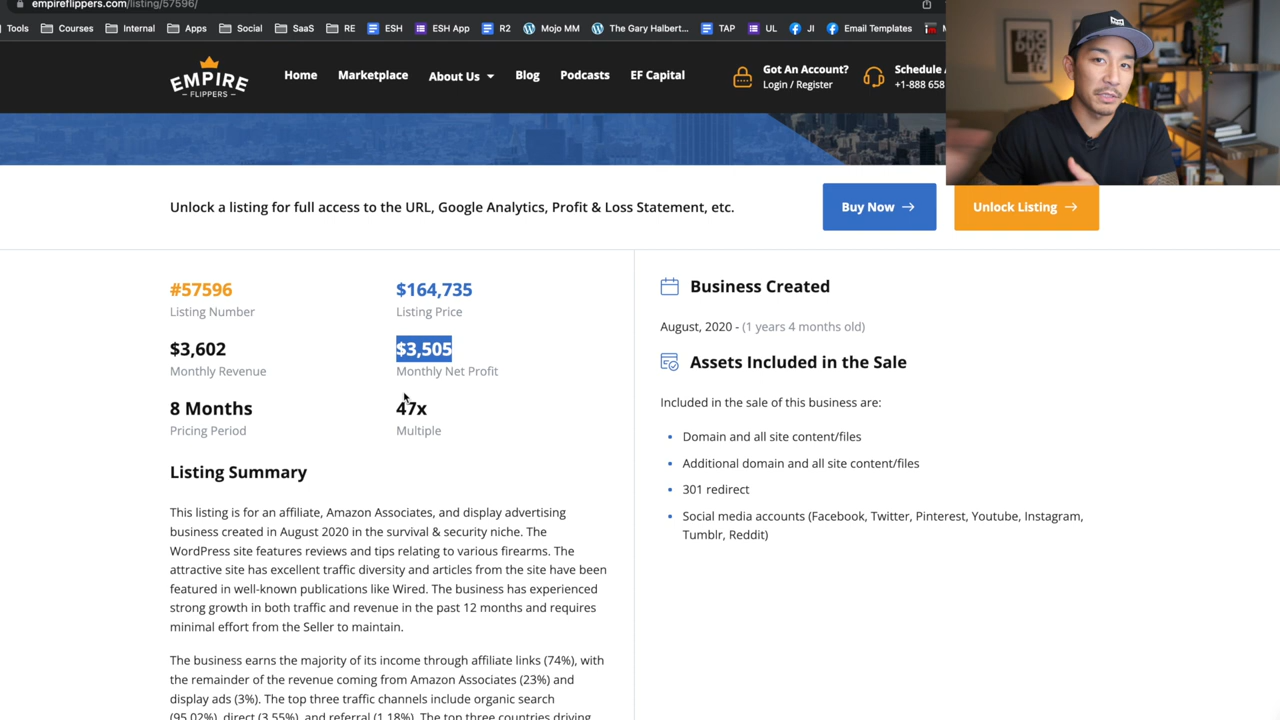 empireflippers.com/listing/57596/
Tools Courses Internal Apps Social SaaS RE ESH ESH App R2 Mojo MM The Gary Halbert... TAP UL JI Email Templates
EMPIRE
FLIPPERS
Home Marketplace About Us Blog Podcasts EF Capital
Got An Account?
Login / Register
Schedule
+1-888 658
Unlock a listing for full access to the URL, Google Analytics, Profit & Loss Statement, etc.
Buy Now →
Unlock Listing →
#57596
Listing Number
$164,735
Listing Price
$3,602
Monthly Revenue
$3,505
Monthly Net Profit
8 Months
Pricing Period
47x
Multiple
Listing Summary
This listing is for an affiliate, Amazon Associates, and display advertising
business created in August 2020 in the survival & security niche. The
WordPress site features reviews and tips relating to various firearms. The
attractive site has excellent traffic diversity and articles from the site have been
featured in well-known publications like Wired. The business has experienced
strong growth in both traffic and revenue in the past 12 months and requires
minimal effort from the Seller to maintain.
The business earns the majority of its income through affiliate links (74%), with
the remainder of the revenue coming from Amazon Associates (23%) and
display ads (3%). The top three traffic channels include organic search
(95.02%), direct (3.55%), and referral (1.18%). The top three countries driving
Business Created
August, 2020 - (1 years 4 months old)
Assets Included in the Sale
Included in the sale of this business are:
• Domain and all site content/files
• Additional domain and all site content/files
• 301 redirect
• Social media accounts (Facebook, Twitter, Pinterest, Youtube, Instagram,
Tumblr, Reddit)